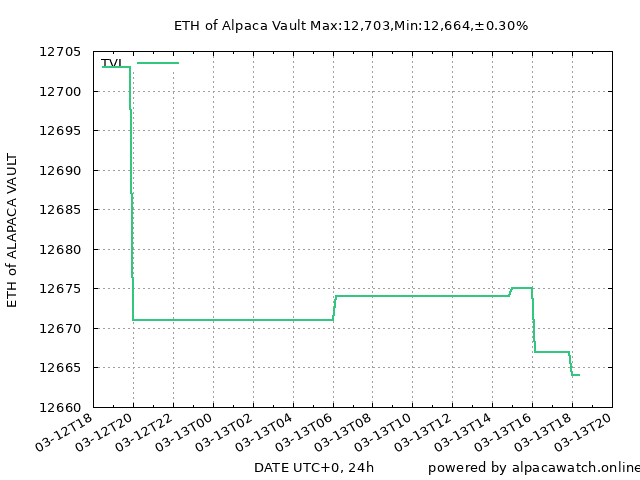 ETH of Alpaca Vault Max:12,703,Min:12,664,±0.30%
ETH of ALAPACA VAULT
TVL
12705
12700
12695
12690
12685
12680
12675
12670
12665
12660
03-12T18
03-12T20
03-12T22
03-13T00
03-13T02
03-13T04
03-13T06
03-13T08
03-13T10
03-13T12
03-13T14
03-13T16
03-13T18
03-13T20
DATE UTC+0, 24h
powered by alpacawatch.online